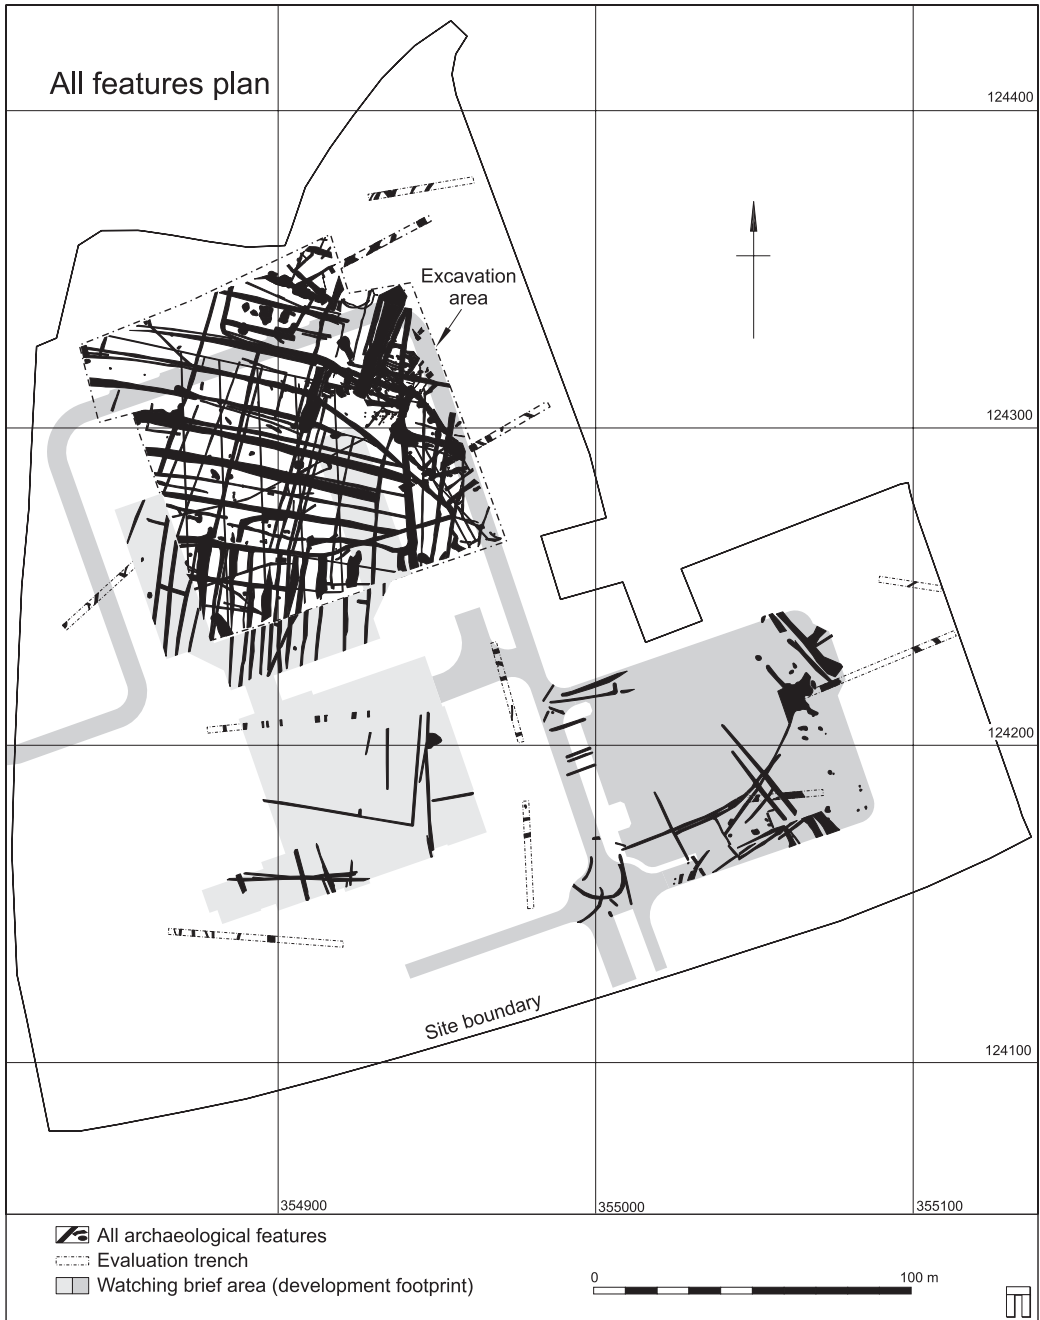 All features plan
124400
Excavation
area
124300
124200
Site boundary
124100
354900
355000
355100
All archaeological features
Evaluation trench
Watching brief area (development footprint)
0
100 m